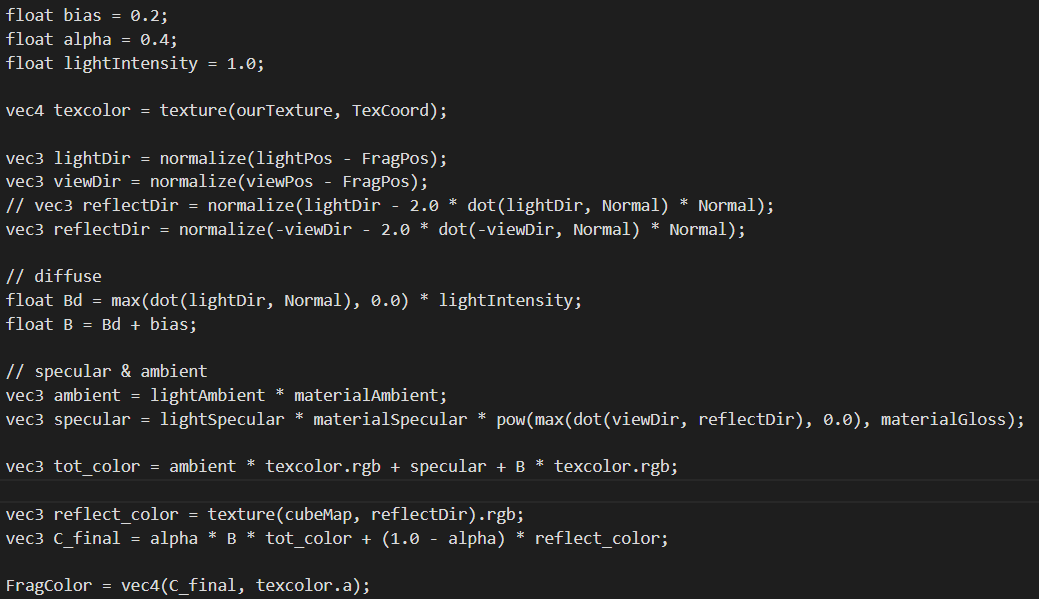 float bias = 0.2;
float alpha = 0.4;
float lightIntensity = 1.0;
vec4 texcolor = texture(ourTexture, TexCoord);
vec3 lightDir = normalize(lightPos - FragPos);
vec3 viewDir = normalize(viewPos - FragPos);
// vec3 reflectDir = normalize(lightDir - 2.0 * dot(lightDir, Normal) * Normal);
vec3 reflectDir = normalize(-viewDir - 2.0 * dot(-viewDir, Normal) * Normal);
// diffuse
float Bd = max(dot(lightDir, Normal), 0.0) * lightIntensity;
float B = Bd + bias;
// specular & ambient
vec3 ambient = lightAmbient * materialAmbient;
vec3 specular = lightSpecular * materialSpecular * pow(max(dot(viewDir, reflectDir), 0.0), materialGloss);
vec3 tot_color = ambient * texcolor.rgb + specular + B * texcolor.rgb;
vec3 reflect_color = texture(cubeMap, reflectDir).rgb;
vec3 C_final = alpha * B * tot_color + (1.0 - alpha) * reflect_color;
FragColor = vec4(C_final, texcolor.a);